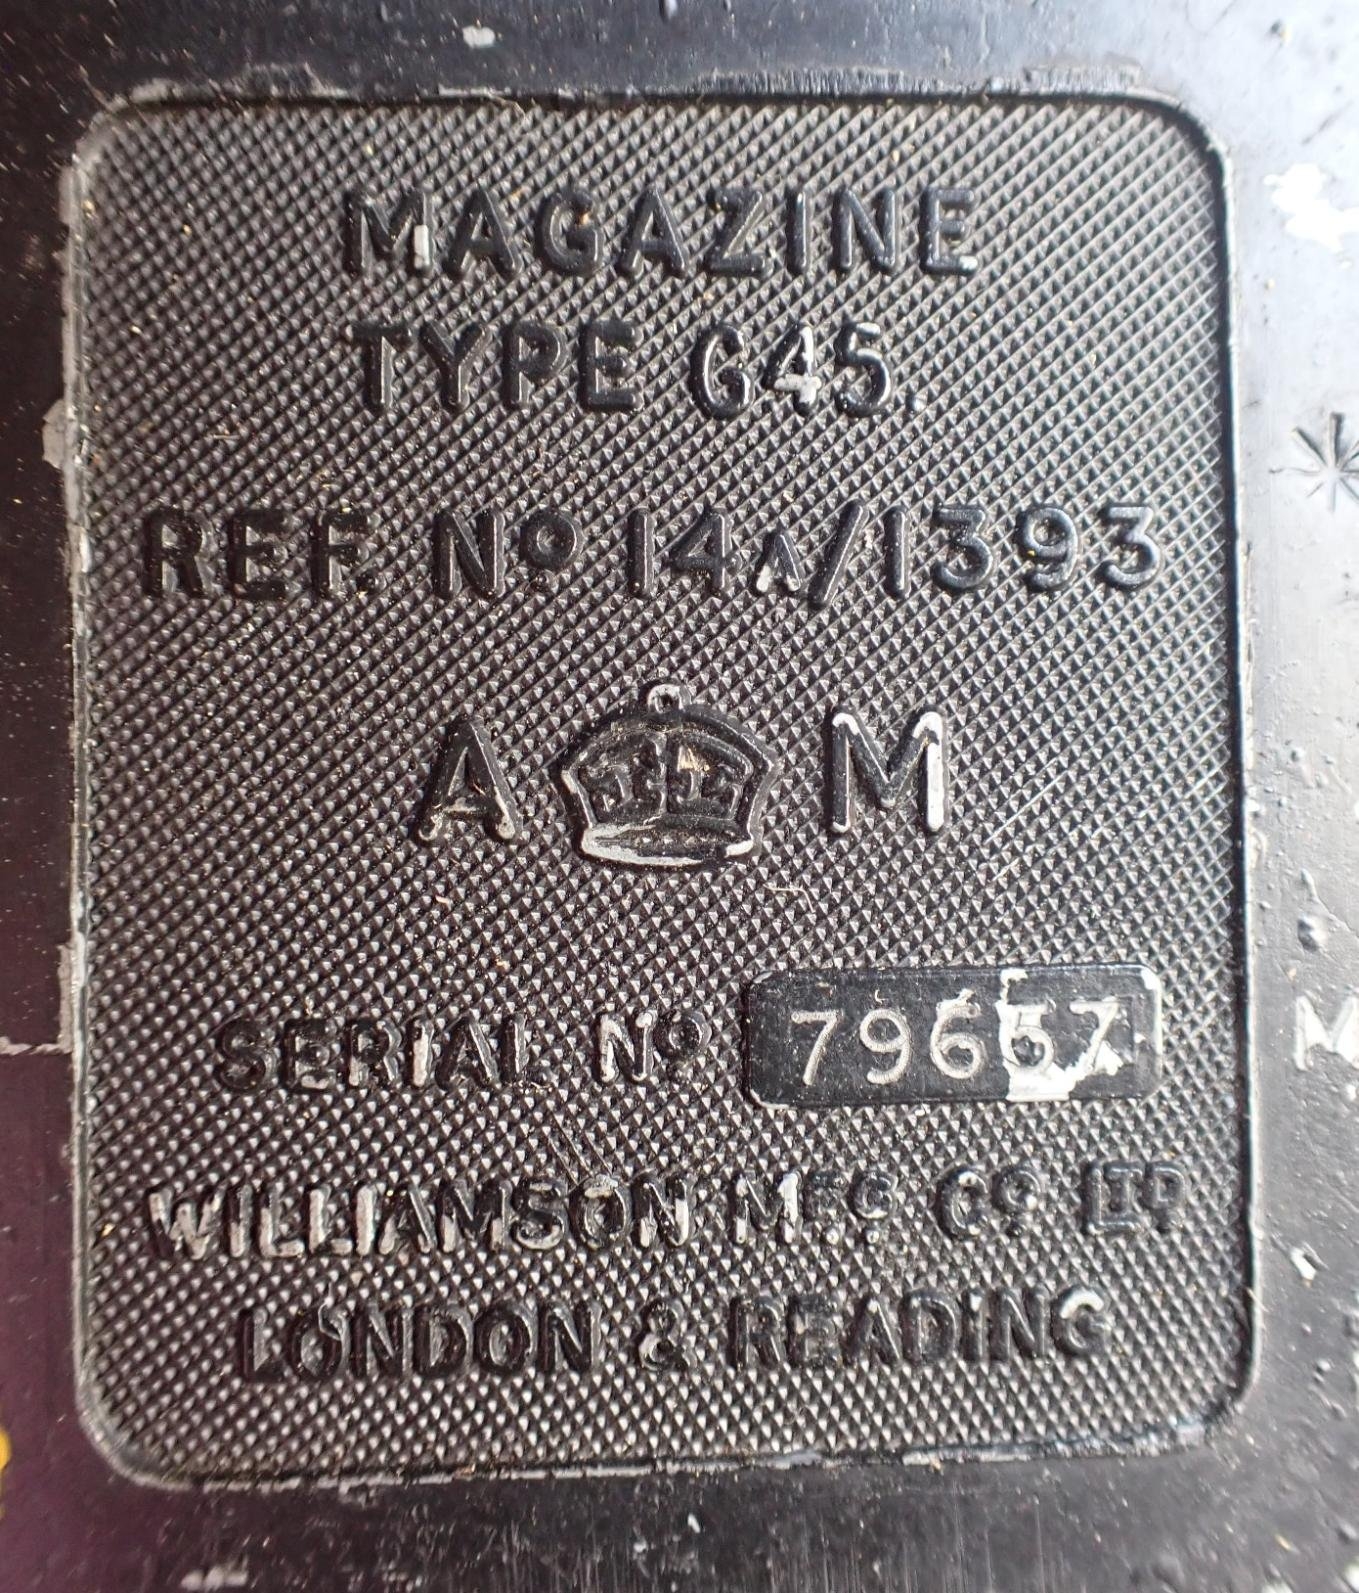 MAGAZINE
TYPE G45.
REF. Nº 14A/1393
A M
SERIAL Nº 79657
WILLIAMSON MFG. Cº LTD
LONDON & READING
M